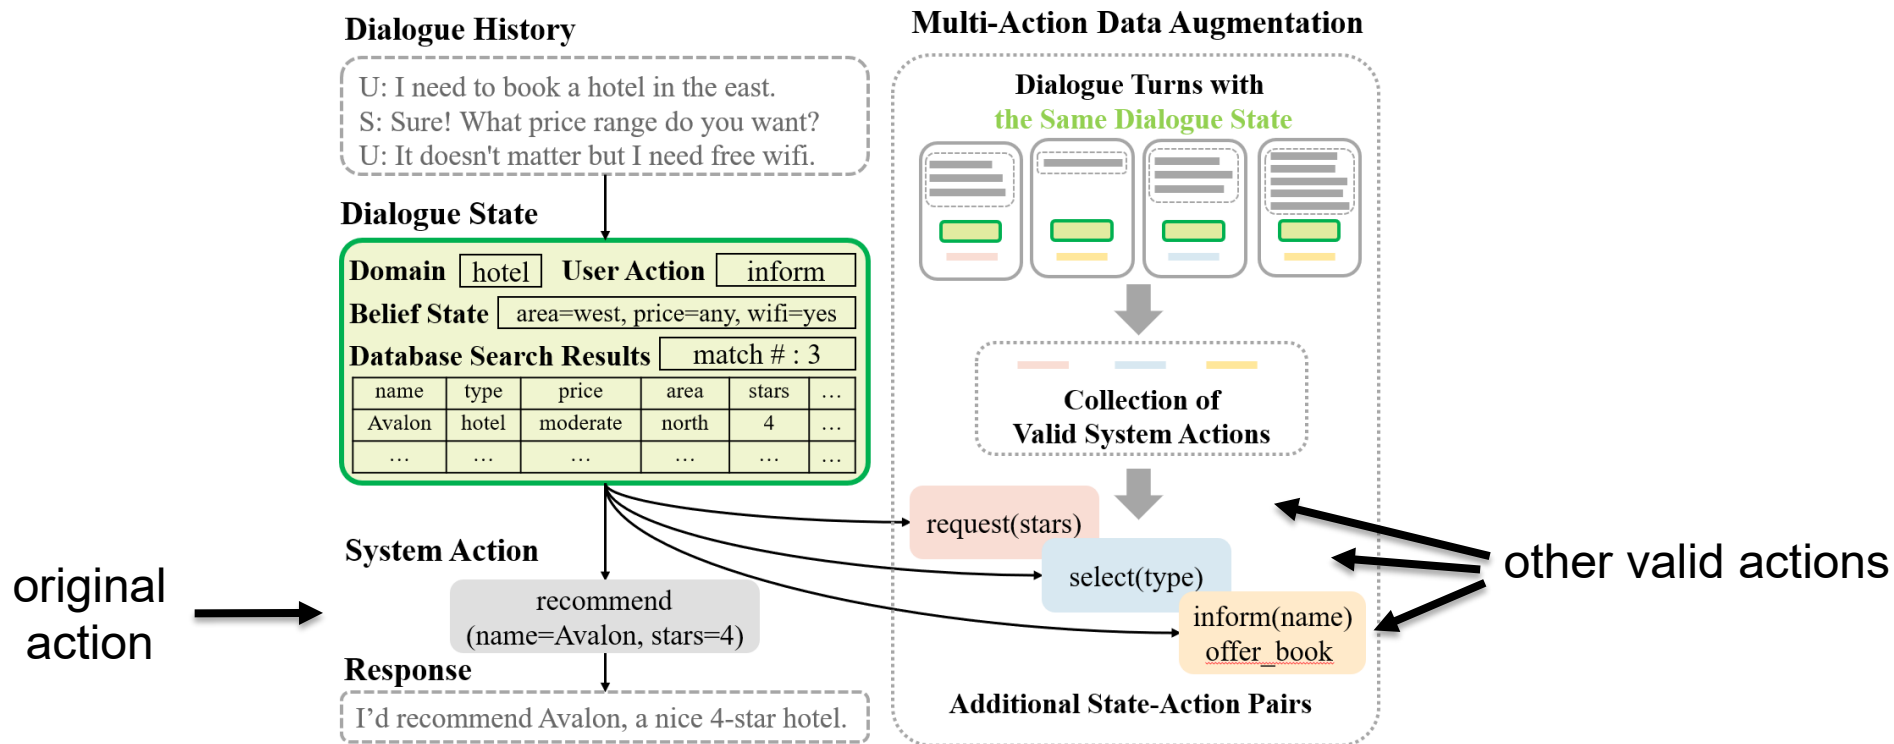 Dialogue History
U: I need to book a hotel in the east.
S: Sure! What price range do you want?
U: It doesn't matter but I need free wifi.
Dialogue State
Domain hotel User Action inform
Belief State area=west, price=any, wifi=yes
Database Search Results match # : 3
name type price area stars …
Avalon hotel moderate north 4 …
… … … … … …
System Action
original
action
recommend
(name=Avalon, stars=4)
Response
I’d recommend Avalon, a nice 4-star hotel.
Multi-Action Data Augmentation
Dialogue Turns with
the Same Dialogue State
Collection of
Valid System Actions
request(stars)
select(type)
inform(name)
offer_book
other valid actions
Additional State-Action Pairs